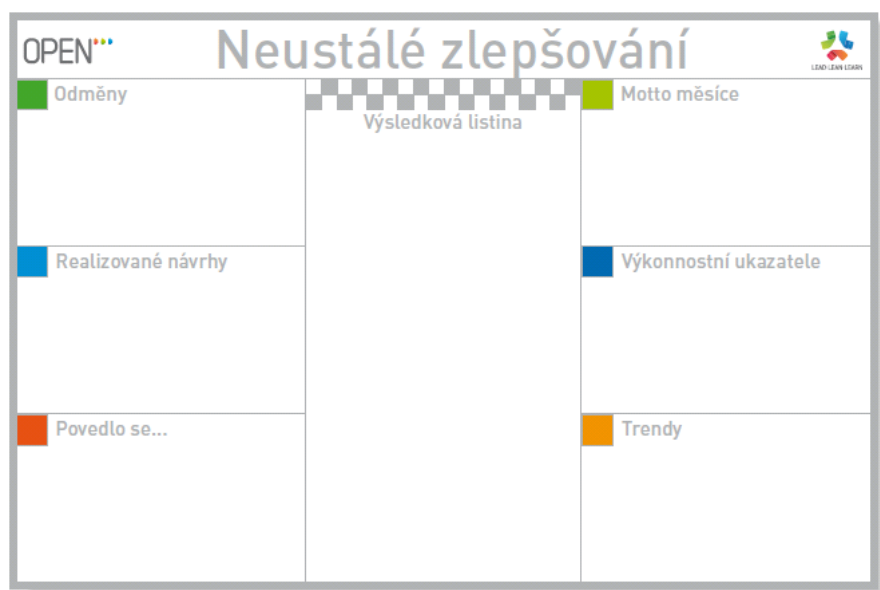 OPEN
Neustálé zlepšování
LEAD LEAN LEARN
Odměny
Výsledková listina
Motto měsíce
Realizované návrhy
Výkonnostní ukazatele
Povedlo se...
Trendy